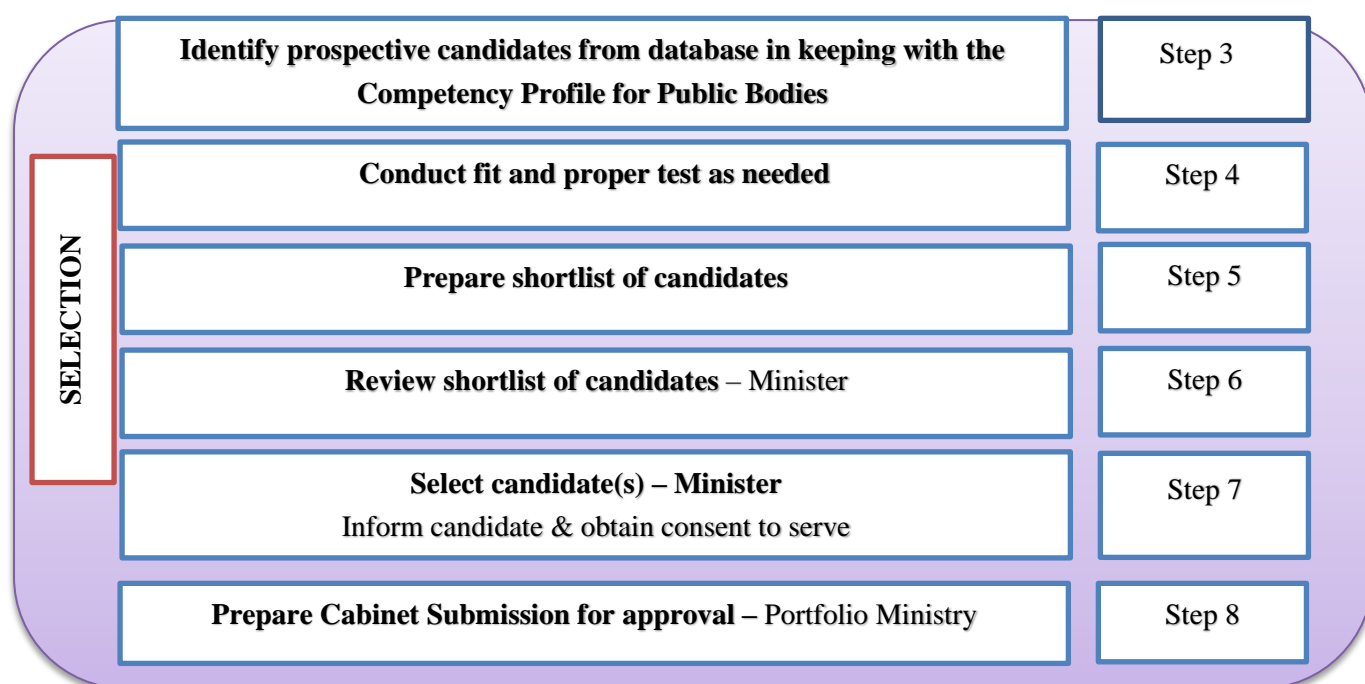 Identify prospective candidates from database in keeping with the
Competency Profile for Public Bodies
Step 3
SELECTION
Conduct fit and proper test as needed
Step 4
Prepare shortlist of candidates
Step 5
Review shortlist of candidates – Minister
Step 6
Select candidate(s) – Minister
Inform candidate & obtain consent to serve
Step 7
Prepare Cabinet Submission for approval – Portfolio Ministry
Step 8